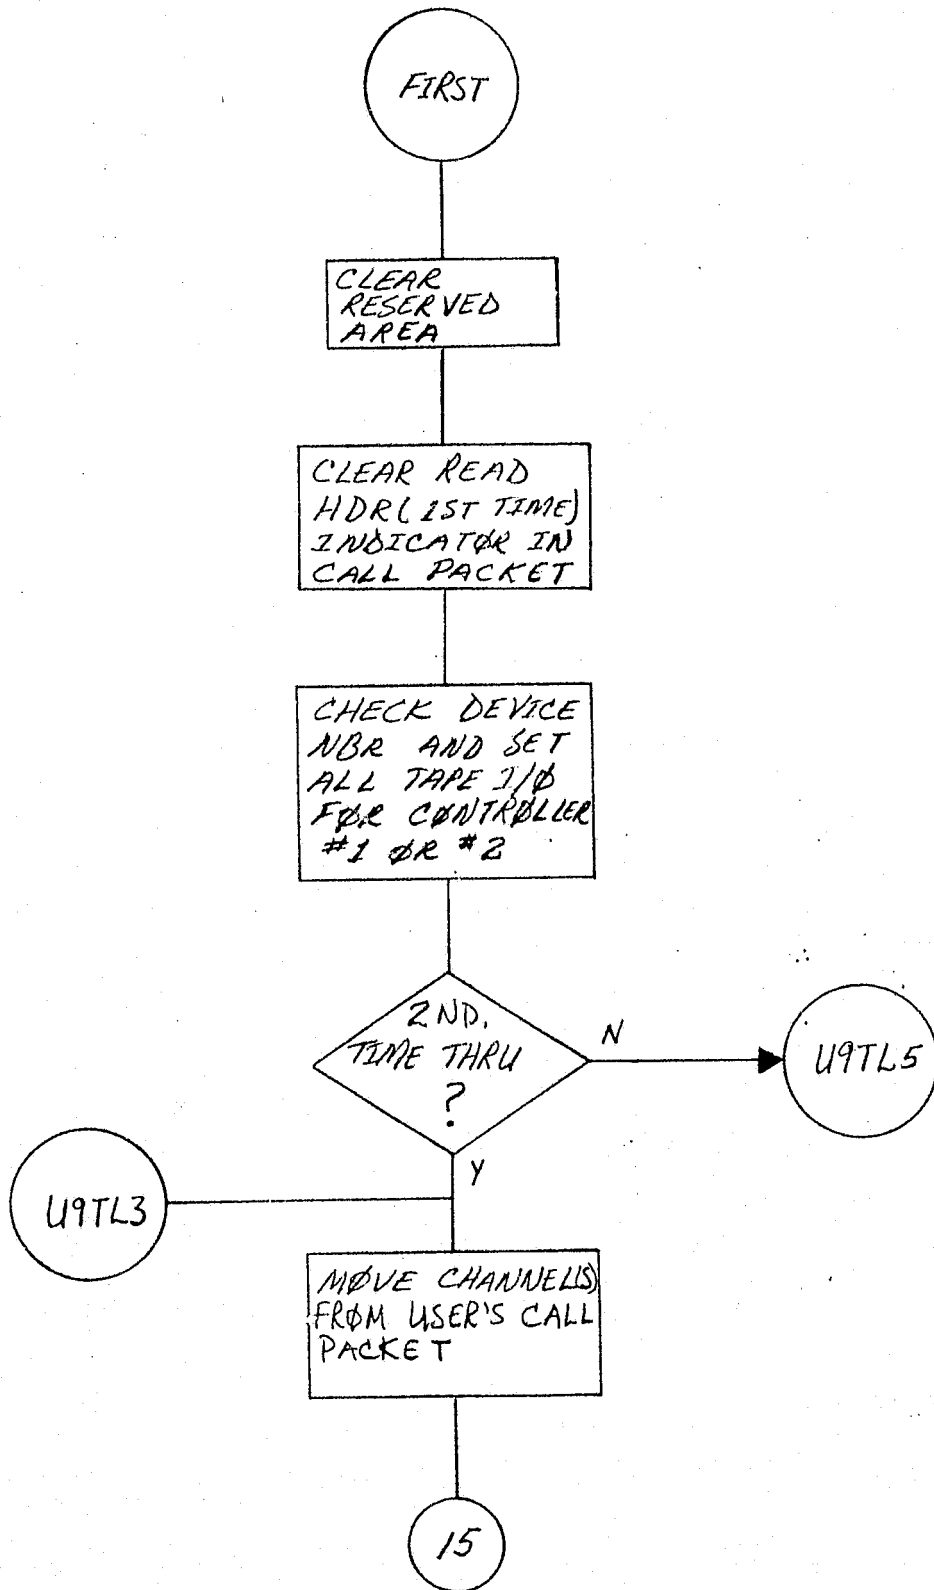 FIRST
CLEAR
RESERVED
AREA
CLEAR READ
HDR(1ST TIME)
INDICATØR IN
CALL PACKET
CHECK DEVICE
NBR AND SET
ALL TAPE I/Ø
FØR CØNTRØLLER
#1 ØR #2
2ND.
TIME THRU
?
N
U9TL5
Y
U9TL3
MØVE CHANNEL(S)
FRØM USER'S CALL
PACKET
15